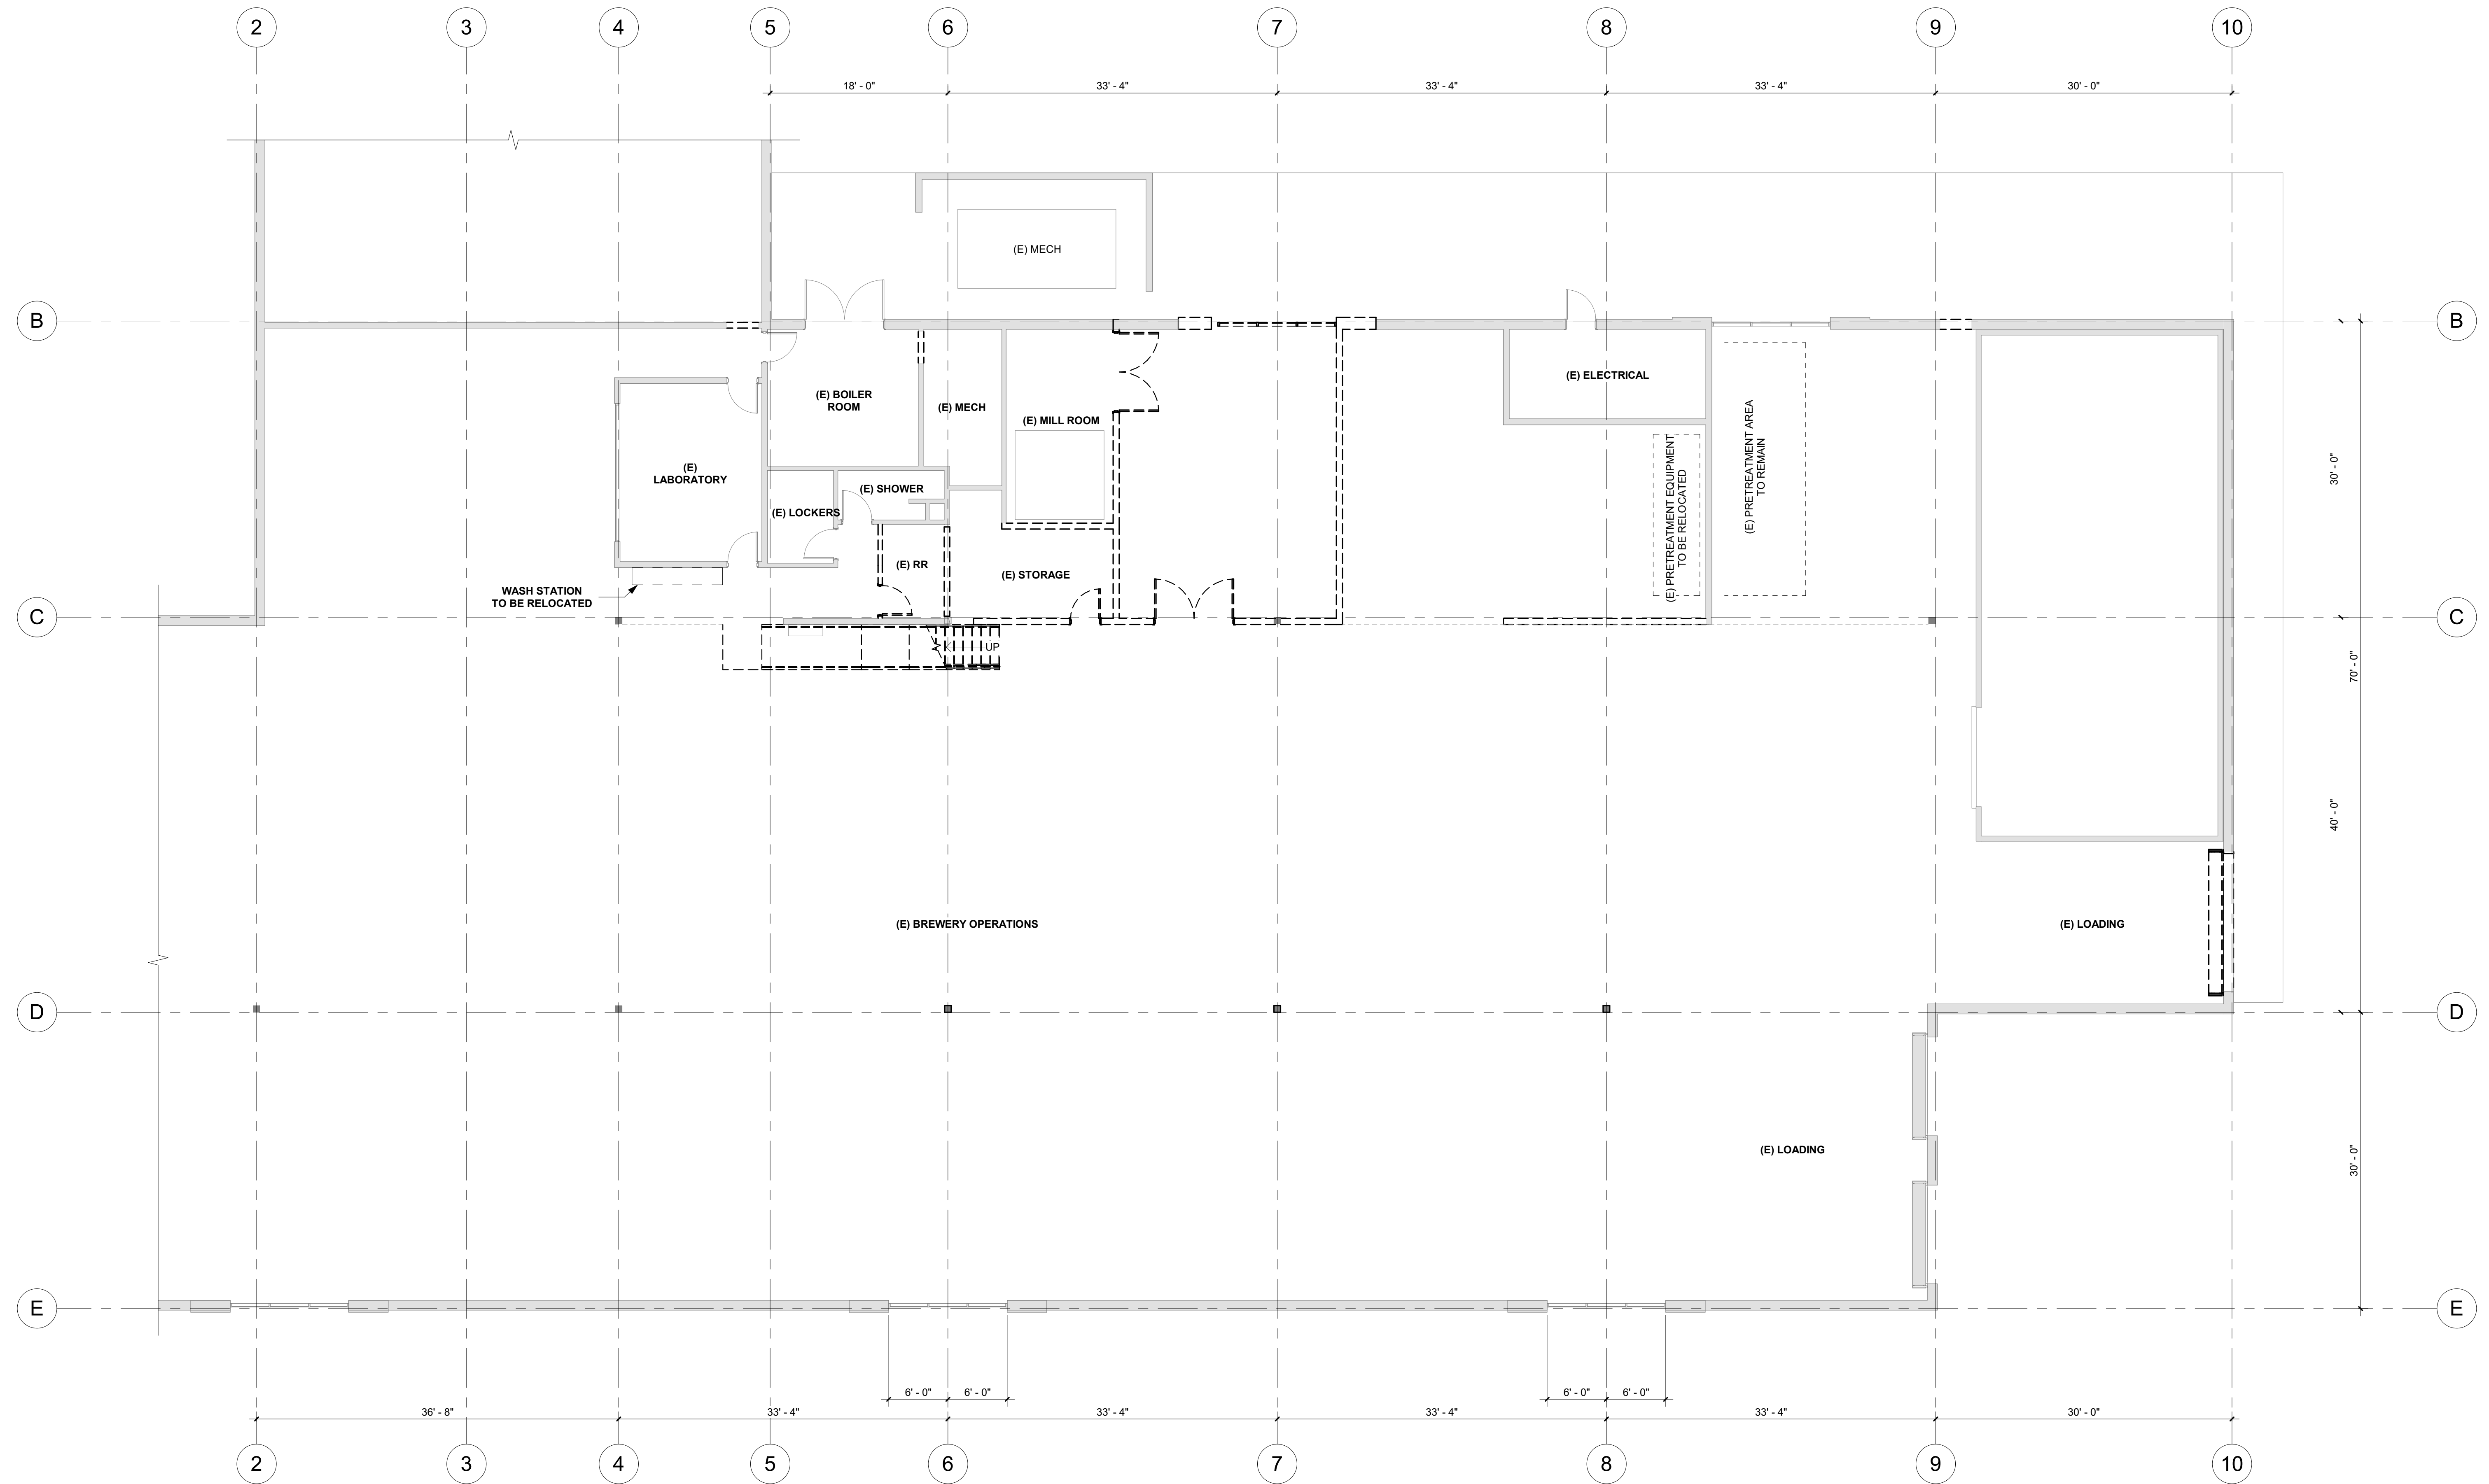 2 3 4 5 6 7 8 9 10
18' - 0" 33' - 4" 33' - 4" 33' - 4" 30' - 0"
(E) MECH
B B
(E) ELECTRICAL
(E) BOILER
ROOM
(E) MECH
(E) MILL ROOM
(E) PRETREATMENT AREA
TO REMAIN
(E) PRETREATMENT EQUIPMENT
TO BE RELOCATED
30' - 0"
(E)
LABORATORY
(E) SHOWER
(E) LOCKERS
(E) RR
(E) STORAGE
WASH STATION
TO BE RELOCATED
C C
UP
70' - 0"
40' - 0"
(E) BREWERY OPERATIONS
(E) LOADING
D D
(E) LOADING
30' - 0"
E E
6' - 0" 6' - 0" 6' - 0" 6' - 0"
36' - 8" 33' - 4" 33' - 4" 33' - 4" 33' - 4" 30' - 0"
2 3 4 5 6 7 8 9 10